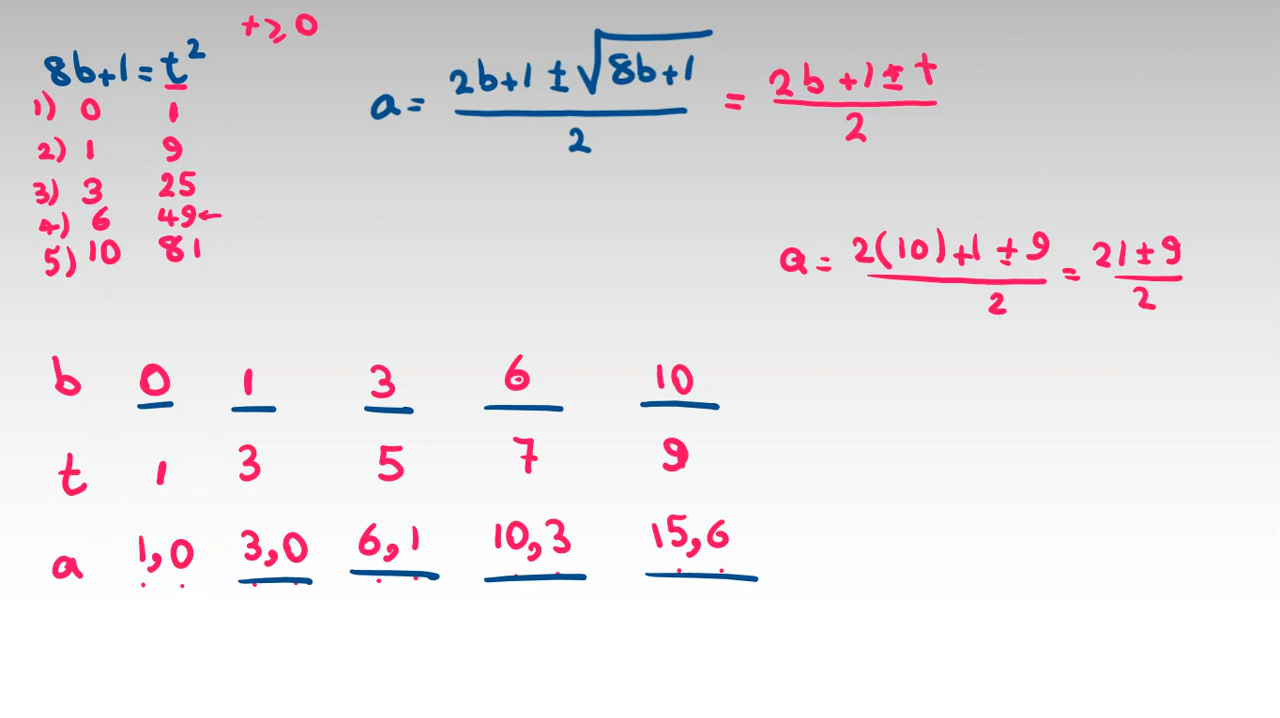 t ≥ 0
8b+1 = t²
1) 0 1
2) 1 9
3) 3 25
4) 6 49 ←
5) 10 81
a = (2b+1 ± √(8b+1))/2 = (2b+1 ± t)/2
a = (2(10)+1 ± 9)/2 = (21 ± 9)/2
b 0 1 3 6 10
t 1 3 5 7 9
a 1,0 3,0 6,1 10,3 15,6